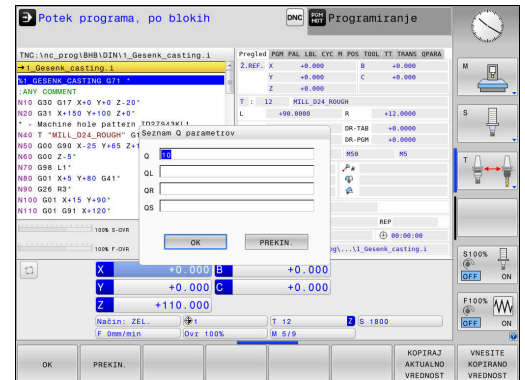 Potek programa, po blokih
DNC
Programiranje
TNC:\nc_prog\BHB\DIN\1_Gesenk_casting.i
→1_Gesenk_casting.i
%1_GESENK_CASTING G71 *
;ANY COMMENT
N10 G30 G17 X+0 Y+0 Z-20*
N20 G31 X+150 Y+100 Z+0*
* - Machine hole pattern ID27943KL1
N40 T "MILL_D24_ROUGH" G1
N50 G00 G90 X-25 Y+65 Z+1
N60 G00 Z-5*
N70 G98 L1*
N80 G01 X+5 Y+80 G41*
N90 G26 R3*
N100 G01 X+15 Y+90*
N110 G01 G91 X+120*
100% S-OVR
100% F-OVR
Pregled PGM PAL LBL CYC M POS TOOL TT TRANS QPARA
Z.REF. X +0.000 B +0.000
Y +0.000 C +0.000
Z +0.000
T : 12 MILL_D24_ROUGH
L +90.0000 R +12.0000
DR-TAB +0.0000
DR-PGM +0.0000
M50 M5
REP
00:00:00
og\...\1_Gesenk_casting.i
Seznam Q parametrov
Q 10
QL
QR
QS
OK
PREKIN.
X +0.000 B +0.000
Y +0.000 C +0.000
Z +110.000
Način: ZEL. 1 T 12 Z S 1800
F 0mm/min Ovr 100% M 5/9
M
S
T
S100%
OFF ON
F100%
OFF ON
OK
PREKIN.
KOPIRAJ AKTUALNO VREDNOST
VNESITE KOPIRANO VREDNOST